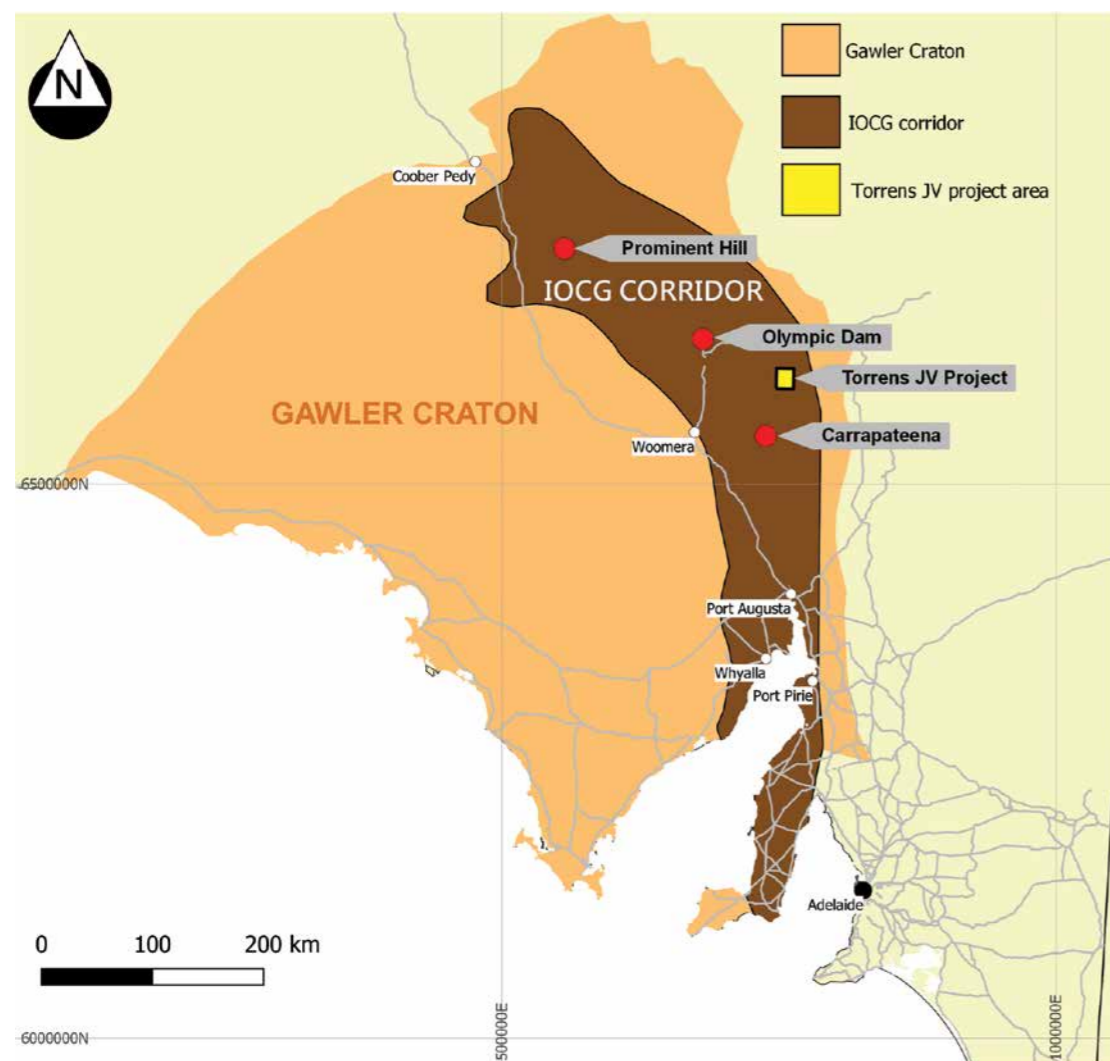 N
Gawler Craton
IOCG corridor
Torrens JV project area
Coober Pedy
Prominent Hill
IOCG CORRIDOR
Olympic Dam
Torrens JV Project
GAWLER CRATON
Carrapateena
Woomera
6500000N
Port Augusta
Whyalla
Port Pirie
Adelaide
0 100 200 km
500000E
1000000E
6000000N